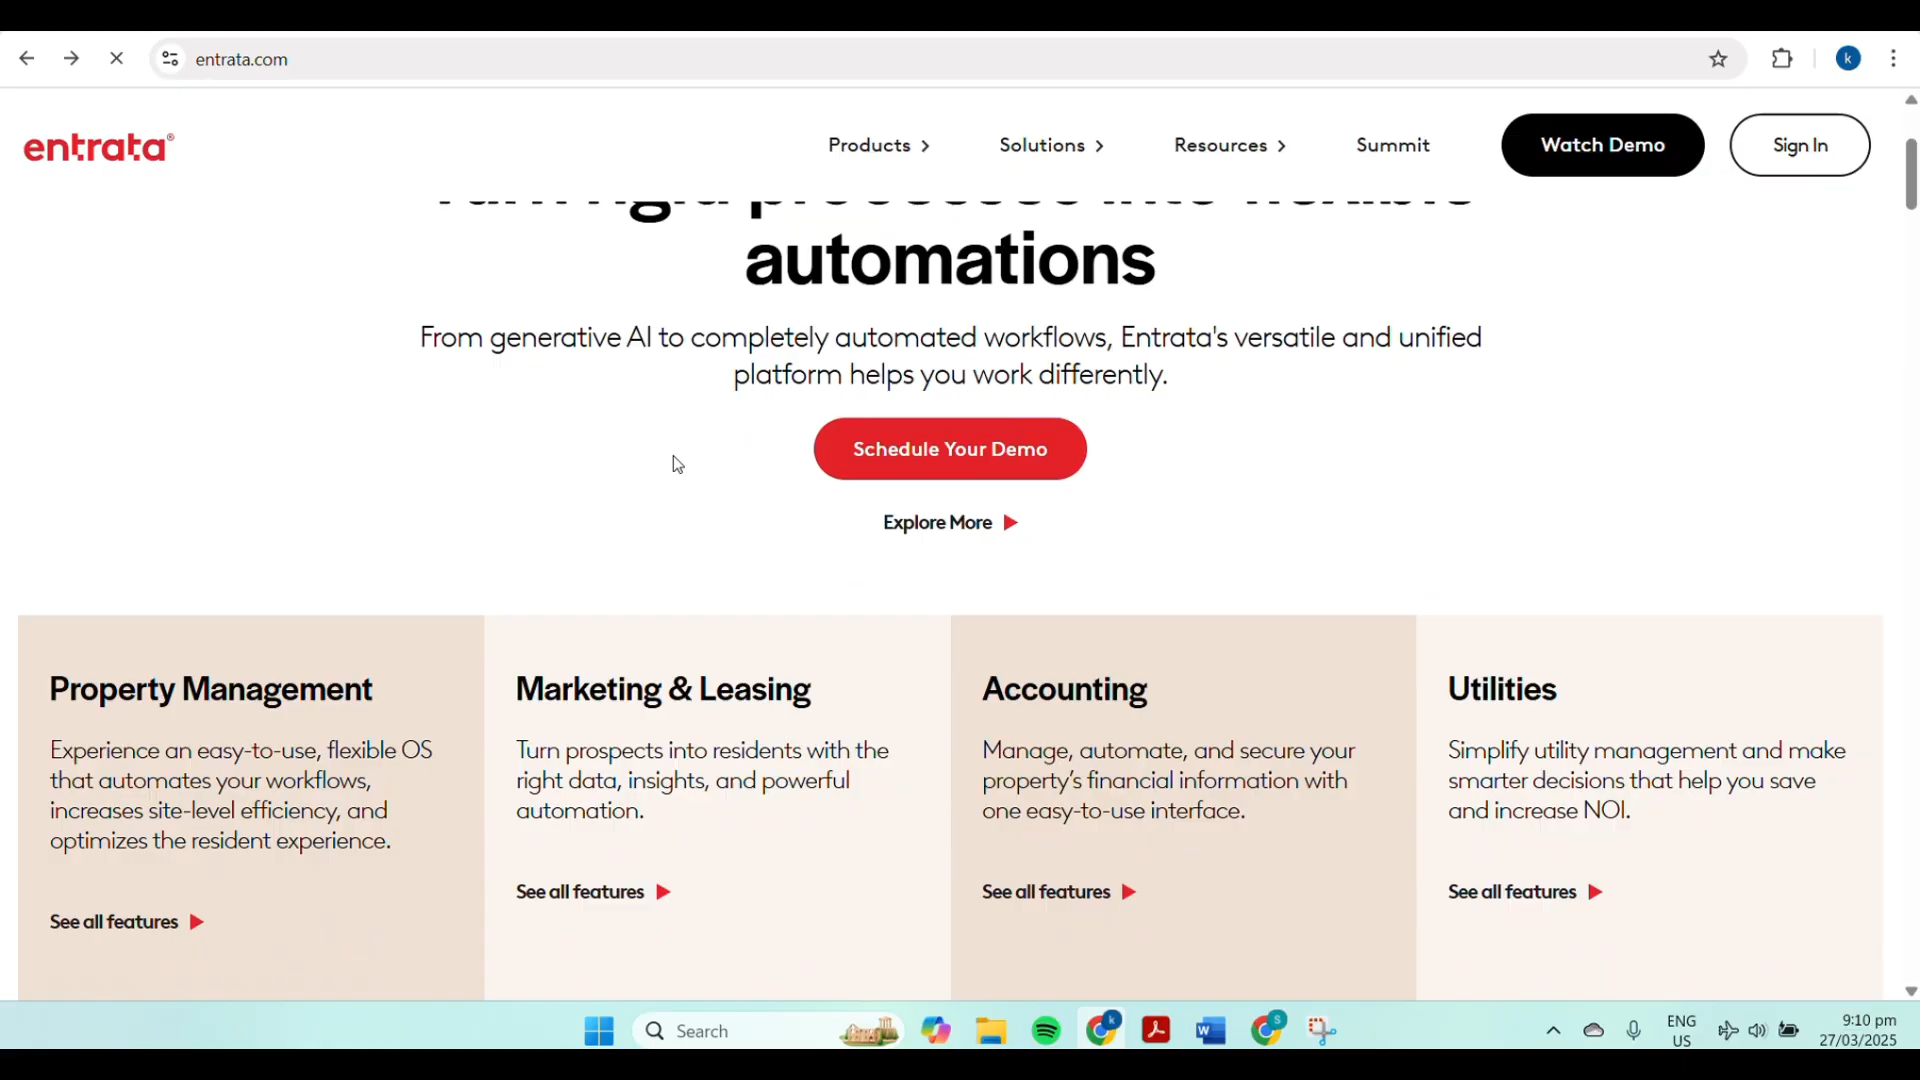 entrata.com
k
entrata®
Products
Solutions
Resources
Summit
Watch Demo
Sign In
automations
From generative AI to completely automated workflows, Entrata's versatile and unified
platform helps you work differently.
Schedule Your Demo
Explore More
Property Management
Experience an easy-to-use, flexible OS
that automates your workflows,
increases site-level efficiency, and
optimizes the resident experience.
See all features
Marketing & Leasing
Turn prospects into residents with the
right data, insights, and powerful
automation.
See all features
Accounting
Manage, automate, and secure your
property’s financial information with
one easy-to-use interface.
See all features
Utilities
Simplify utility management and make
smarter decisions that help you save
and increase NOI.
See all features
Search
k
W
S
ENG
US
9:10 pm
27/03/2025